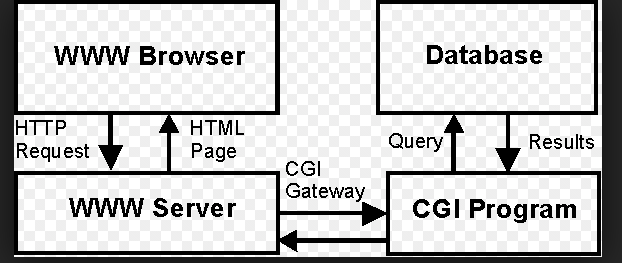 WWW Browser
Database
HTTP
Request
HTML
Page
Query
Results
CGI
Gateway
WWW Server
CGI Program